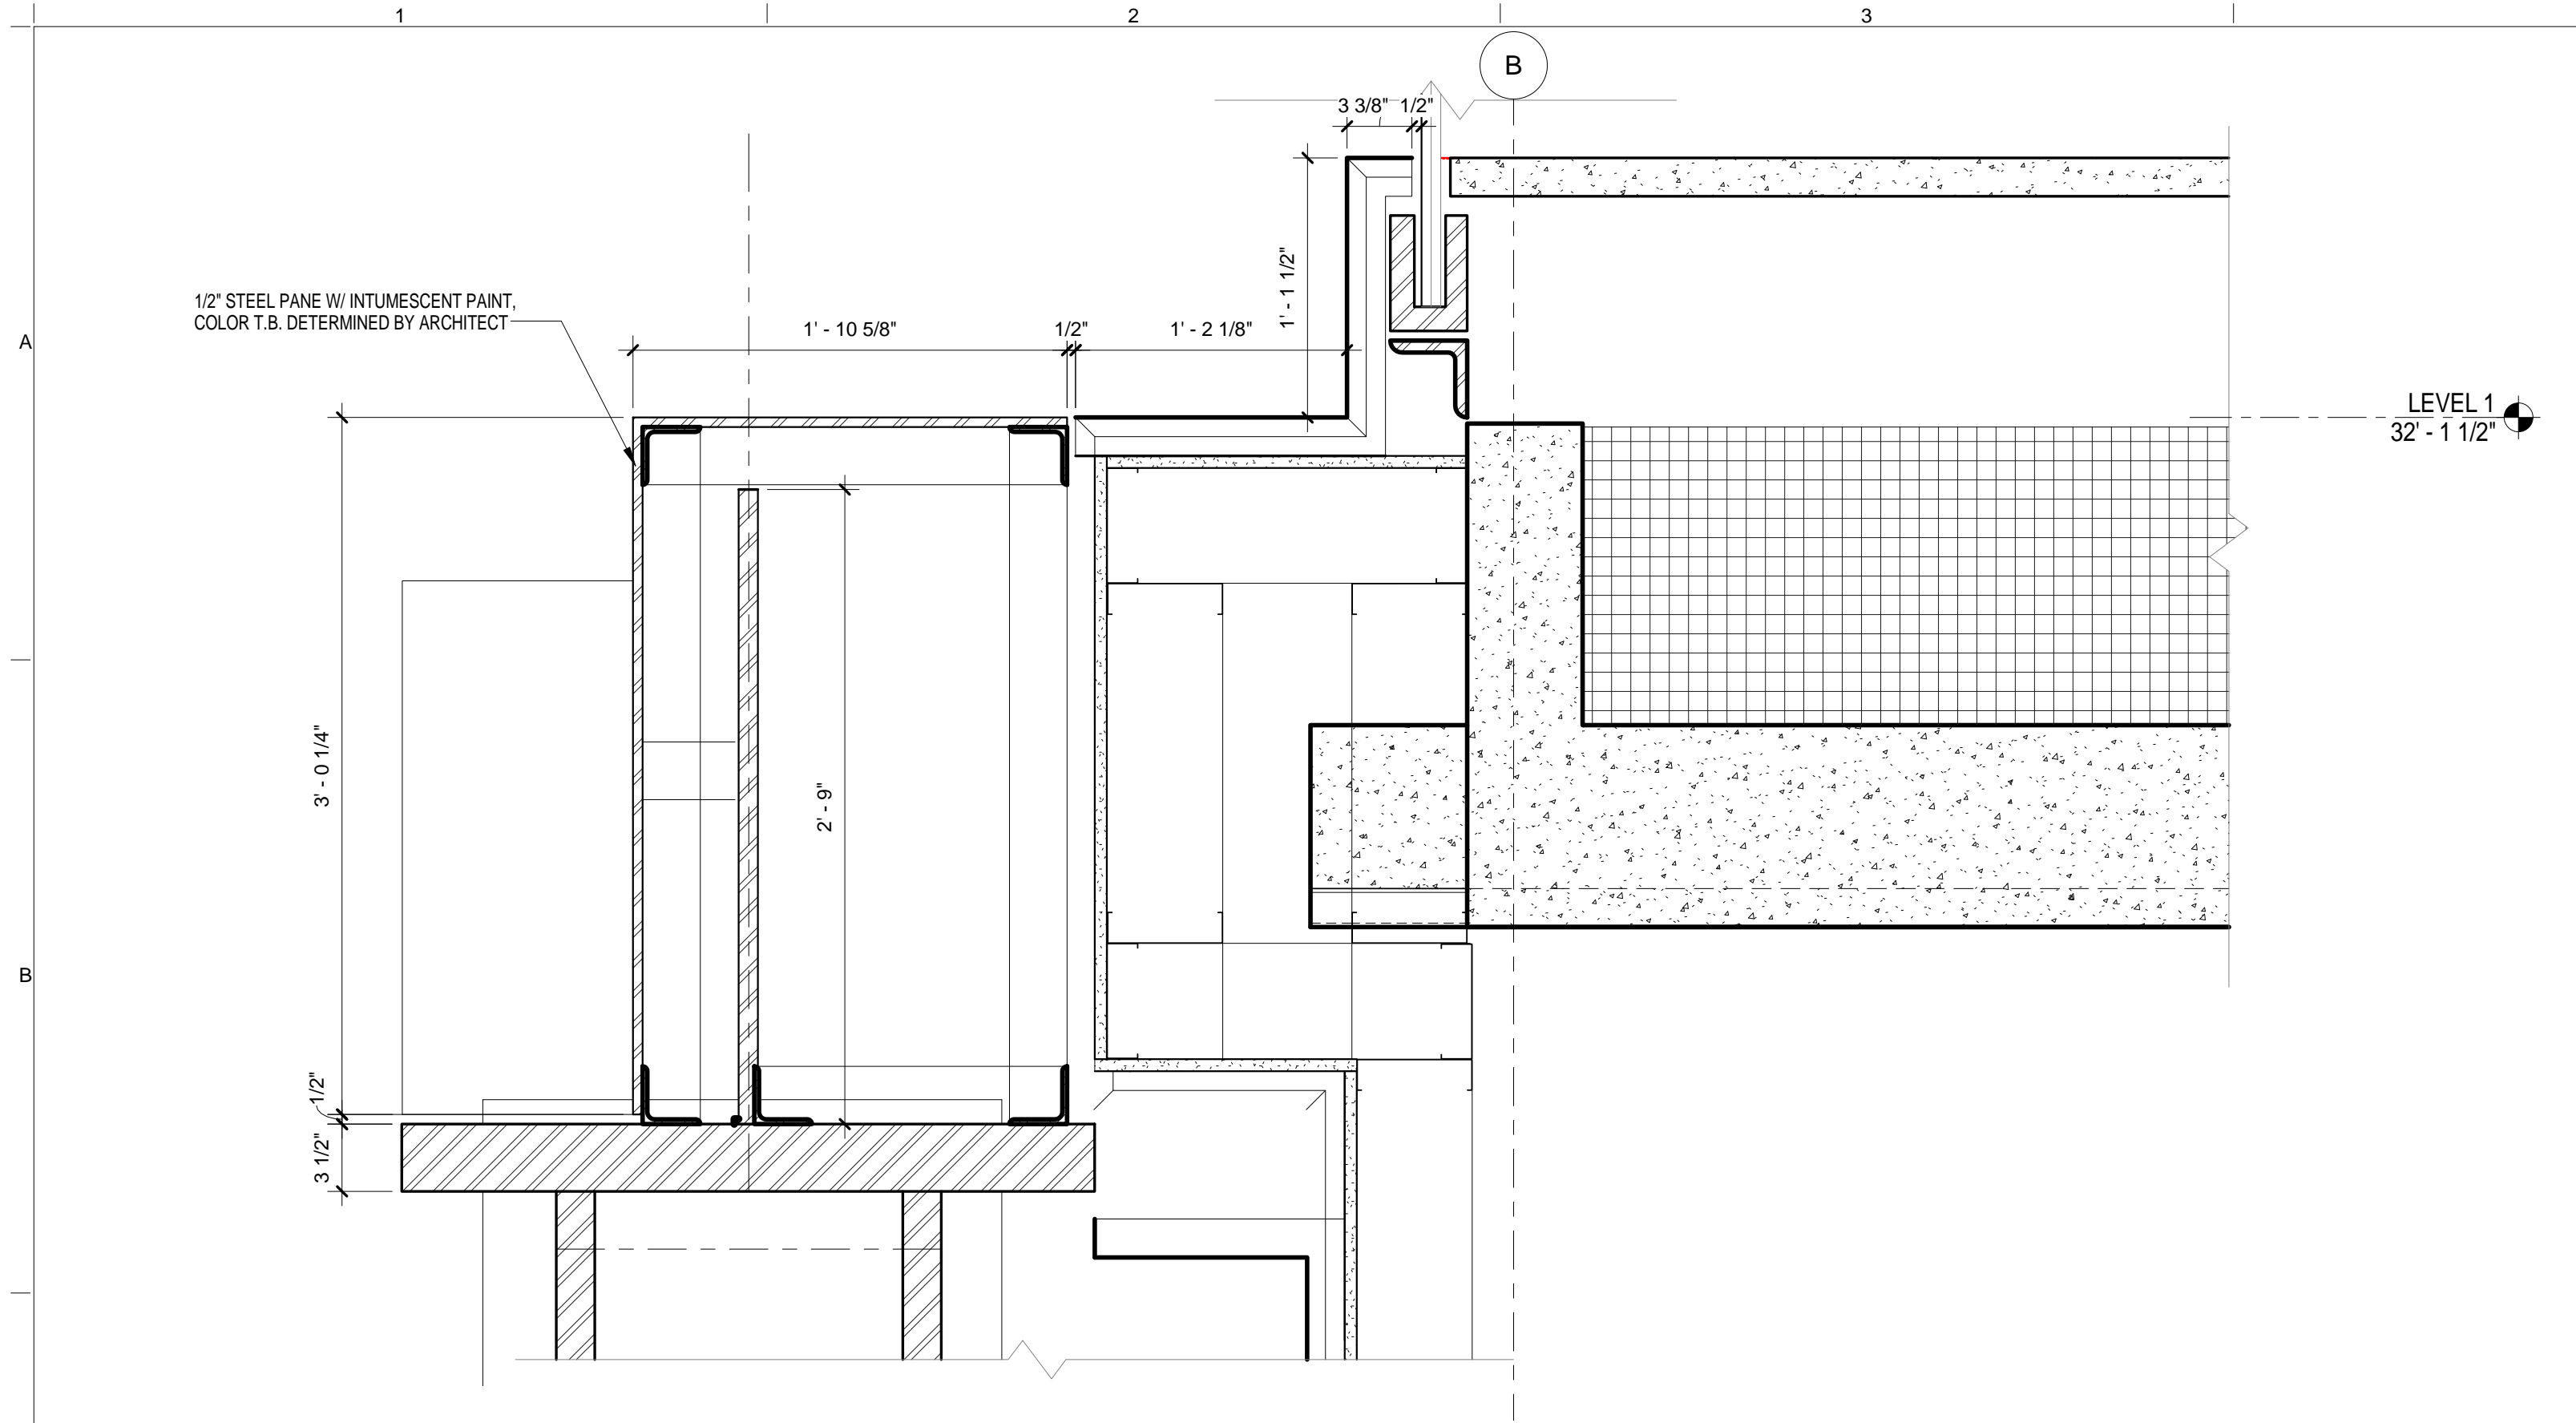 1
2
3
B
3 3/8"
1/2"
1' - 1 1/2"
1/2" STEEL PANE W/ INTUMESCENT PAINT,
COLOR T.B. DETERMINED BY ARCHITECT
1' - 10 5/8"
1/2"
1' - 2 1/8"
A
LEVEL 1
32' - 1 1/2"
3' - 0 1/4"
2' - 9"
B
1/2"
3 1/2"